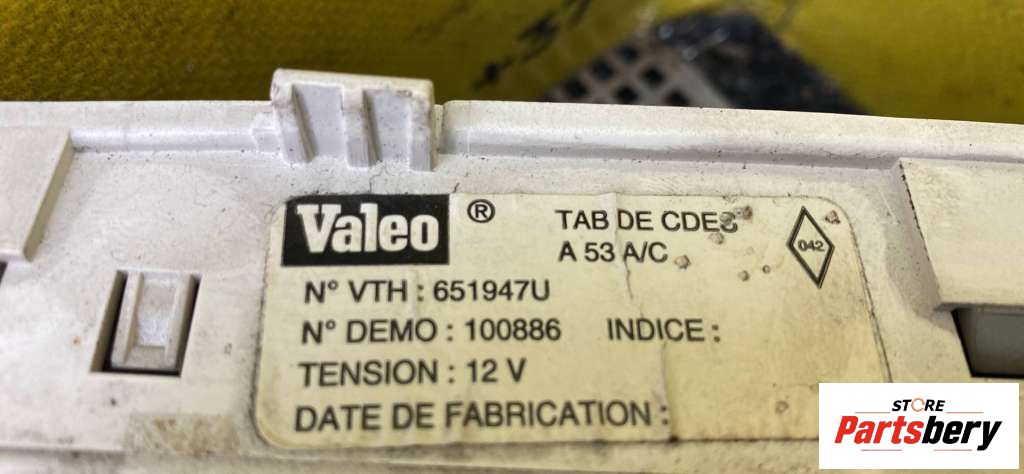 Valeo ® TAB DE CDES
A 53 A/C
042
N° VTH : 651947U
N° DEMO : 100886 INDICE :
TENSION : 12 V
DATE DE FABRICATION :
STORE
Partsbery